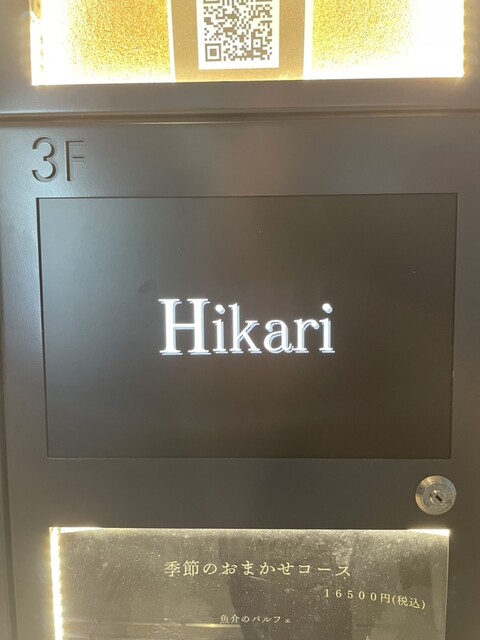 3F
Hikari
季節のおまかせコース
16500円(税込)
魚介のパルフェ